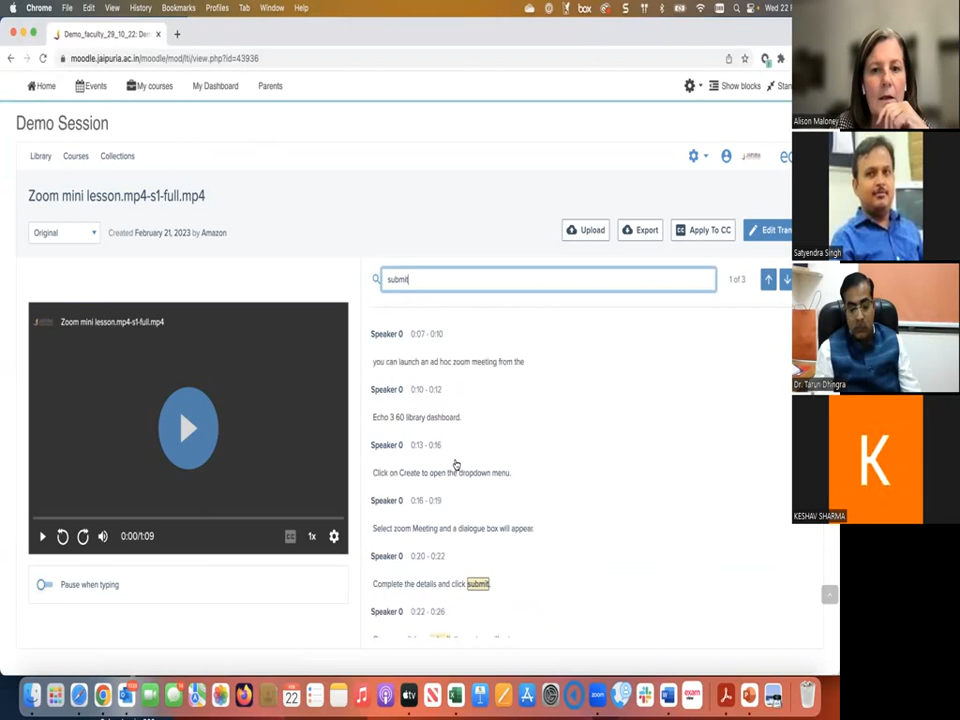 Chrome File Edit View History Bookmarks Profiles Tab Window Help
box
Wed 22 F
Demo_faculty_29_10_22: Dem
moodle.jaipuria.ac.in/moodle/mod/lti/view.php?id=43936
Home Events My courses My Dashboard Parents
Show blocks
Demo Session
Library Courses Collections
Zoom mini lesson.mp4-s1-full.mp4
Original
Created February 21, 2023 by Amazon
Upload
Export
CC Apply To CC
submit
1 of 3
Zoom mini lesson.mp4-s1-full.mp4
Speaker 0 0:07 - 0:10
you can launch an ad hoc zoom meeting from the
Speaker 0 0:10 - 0:12
Echo 3 60 library dashboard.
Speaker 0 0:13 - 0:16
Click on Create to open the dropdown menu.
Speaker 0 0:16 - 0:19
Select zoom Meeting and a dialogue box will appear.
Speaker 0 0:20 - 0:22
Complete the details and click submit.
Speaker 0 0:22 - 0:26
0:00/1:09
CC
1x
Pause when typing
Alison Maloney
Satyendra Singh
Dr. Tarun Dhingra
K
KESHAV SHARMA
22